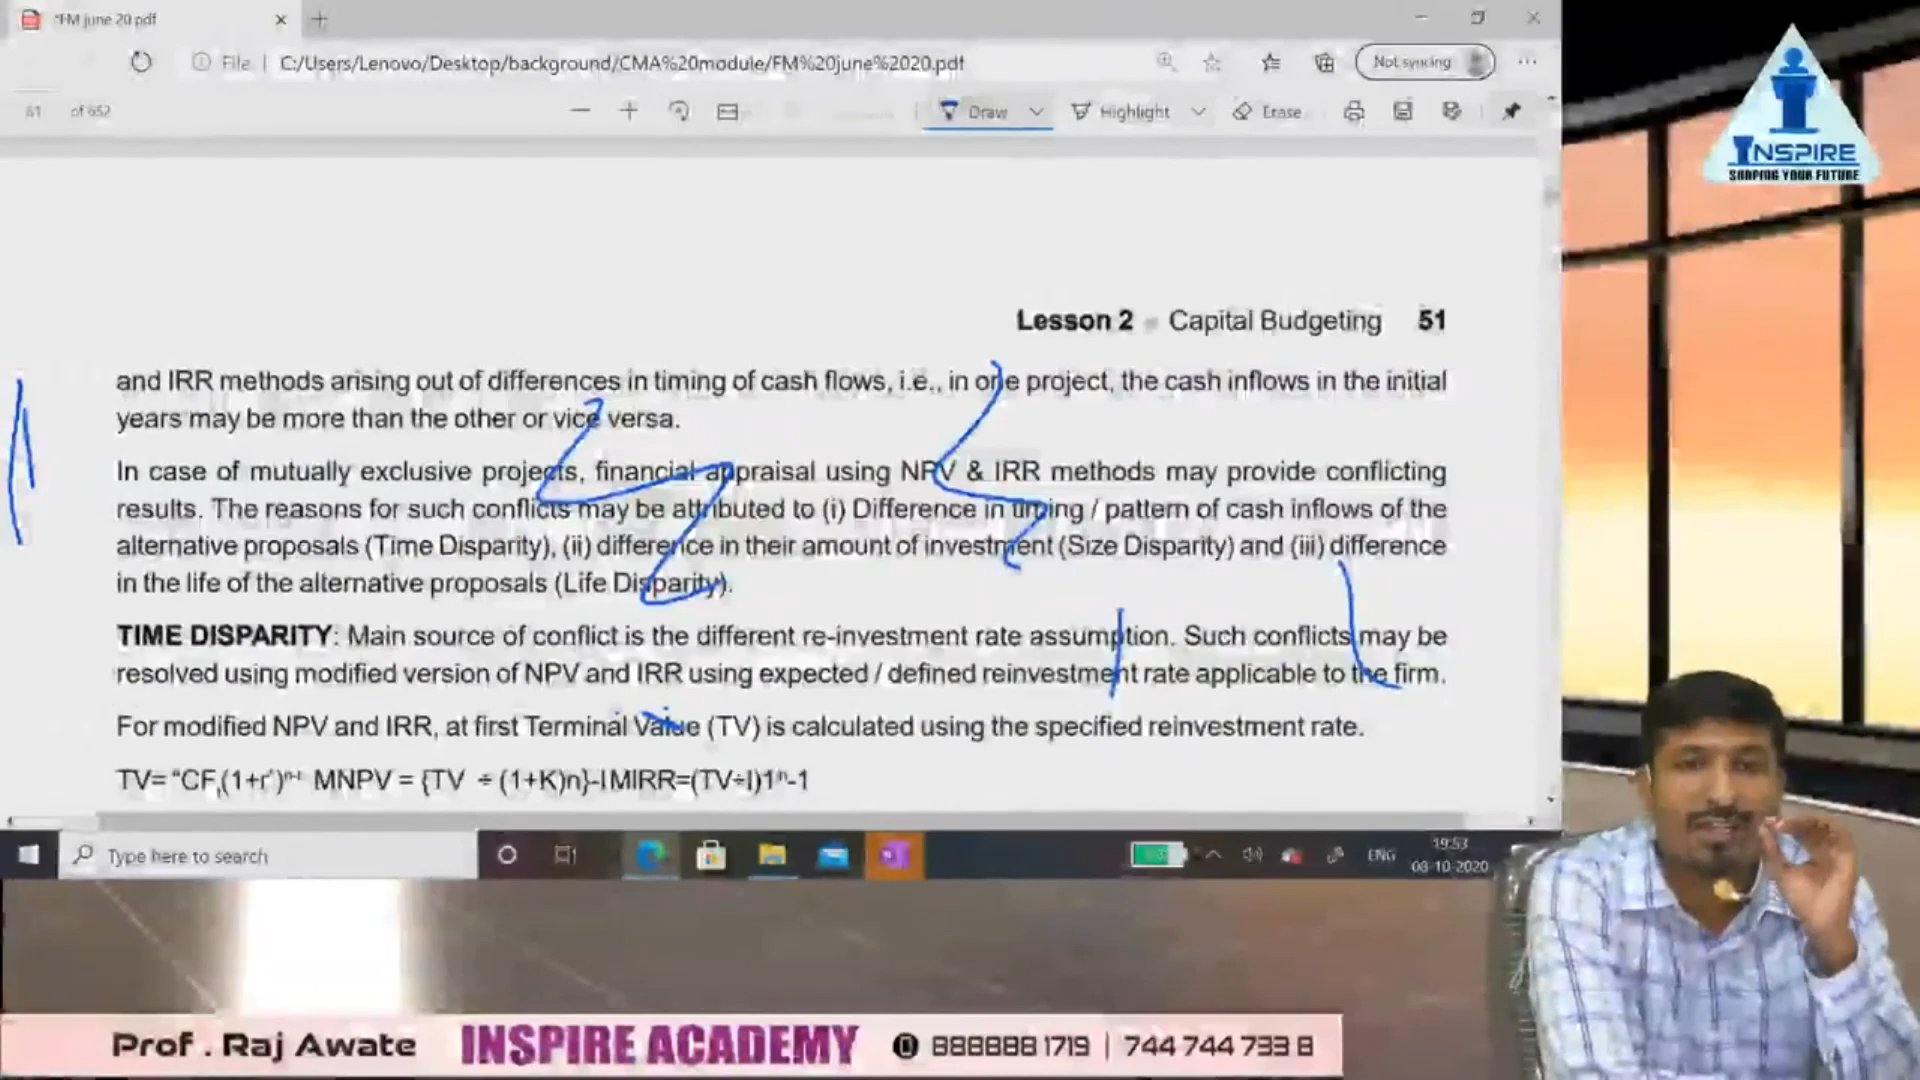 *FM june 20 pdf
File | C:/Users/Lenovo/Desktop/background/CMA%20module/FM%20june%2020.pdf
Not syncing
of 652
Draw
Highlight
Erase
INSPIRE
SHAPING YOUR FUTURE
Lesson 2 Capital Budgeting 51
and IRR methods arising out of differences in timing of cash flows, i.e., in one project, the cash inflows in the initial
years may be more than the other or vice versa.
In case of mutually exclusive projects, financial appraisal using NPV & IRR methods may provide conflicting
results. The reasons for such conflicts may be attributed to (i) Difference in timing / pattern of cash inflows of the
alternative proposals (Time Disparity), (ii) difference in their amount of investment (Size Disparity) and (iii) difference
in the life of the alternative proposals (Life Disparity).
TIME DISPARITY: Main source of conflict is the different re-investment rate assumption. Such conflicts may be
resolved using modified version of NPV and IRR using expected / defined reinvestment rate applicable to the firm.
For modified NPV and IRR, at first Terminal Value (TV) is calculated using the specified reinvestment rate.
TV= “CFt(1+r')ⁿ⁻ᵗ MNPV = {TV ÷ (1+K)n}-I MIRR=(TV÷I)1ⁿ-1
Type here to search
ENG
19:53
08-10-2020
Prof . Raj Awate INSPIRE ACADEMY 888888 1719 | 744 744 733 8